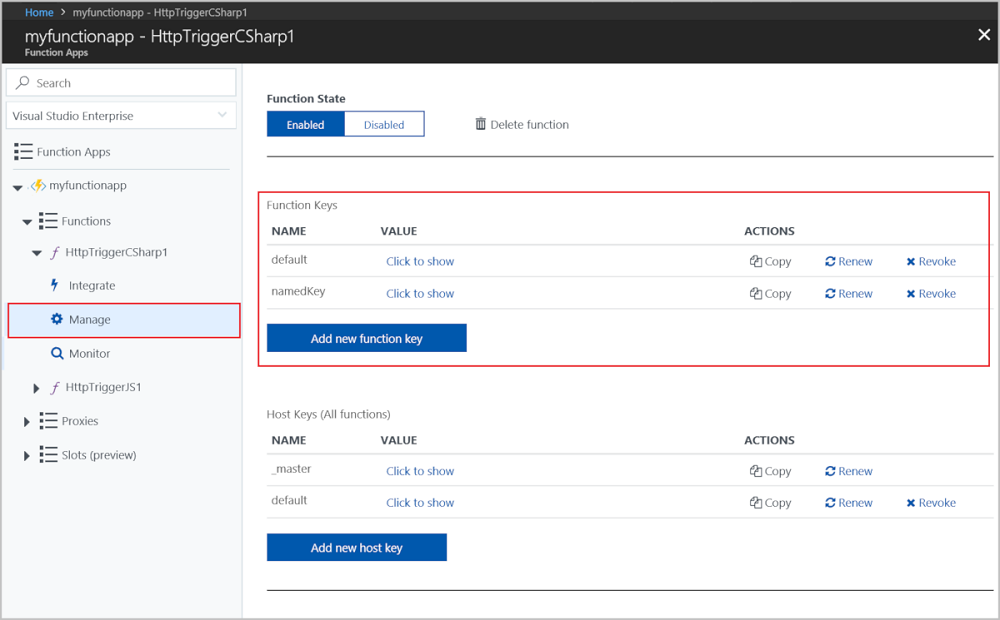 Home > myfunctionapp - HttpTriggerCSharp1
myfunctionapp - HttpTriggerCSharp1
Function Apps
Search
Visual Studio Enterprise
Function Apps
myfunctionapp
Functions
HttpTriggerCSharp1
Integrate
Manage
Monitor
HttpTriggerJS1
Proxies
Slots (preview)
Function State
Enabled Disabled Delete function
Function Keys
NAME VALUE ACTIONS
default Click to show Copy Renew Revoke
namedKey Click to show Copy Renew Revoke
Add new function key
Host Keys (All functions)
NAME VALUE ACTIONS
_master Click to show Copy Renew
default Click to show Copy Renew Revoke
Add new host key